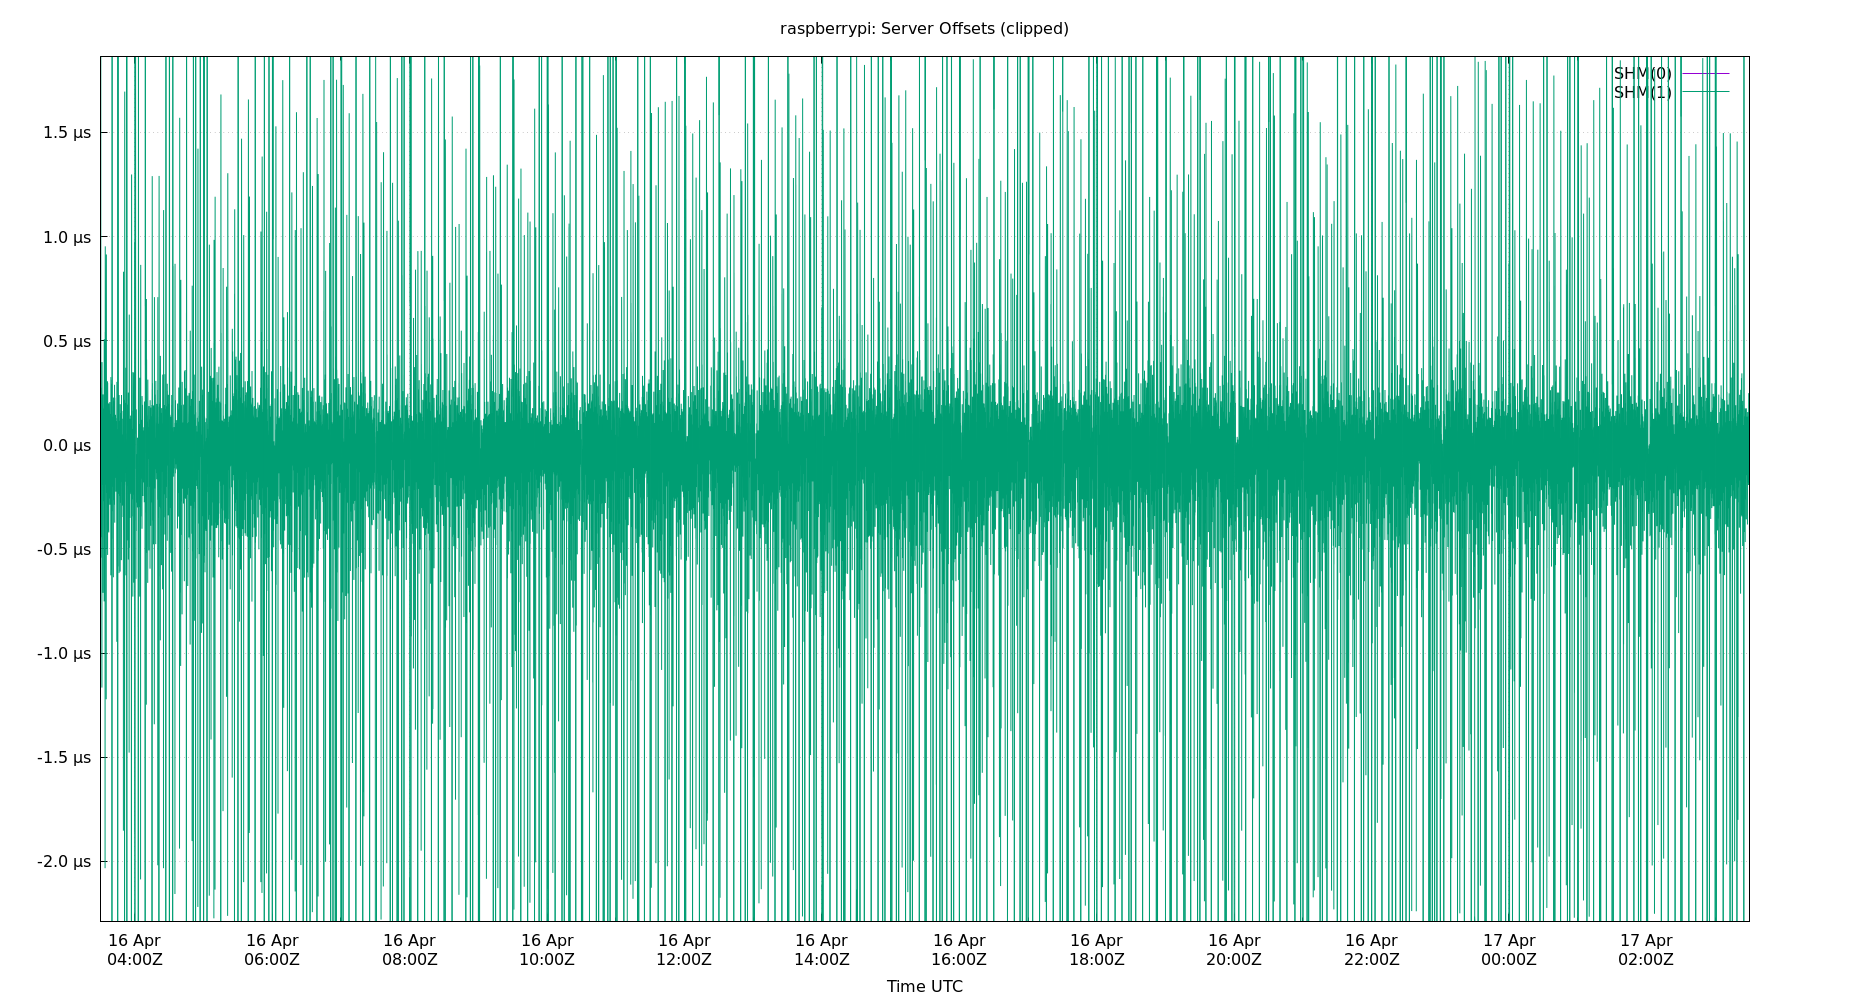 raspberrypi: Server Offsets (clipped)
SHM(0)
SHM(1)
1.5 µs
1.0 µs
0.5 µs
0.0 µs
-0.5 µs
-1.0 µs
-1.5 µs
-2.0 µs
16 Apr 16 Apr 16 Apr 16 Apr 16 Apr 16 Apr 16 Apr 16 Apr 16 Apr 16 Apr 17 Apr 17 Apr
04:00Z 06:00Z 08:00Z 10:00Z 12:00Z 14:00Z 16:00Z 18:00Z 20:00Z 22:00Z 00:00Z 02:00Z
Time UTC